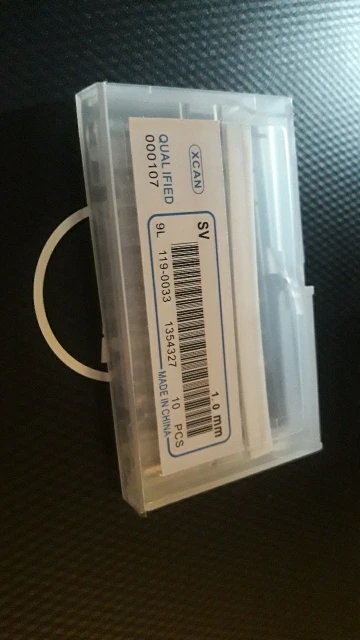 XCAN
QUALIFIED
000107
SV 1.0 mm
9L 119-0033 1354327 10 PCS
MADE IN CHINA